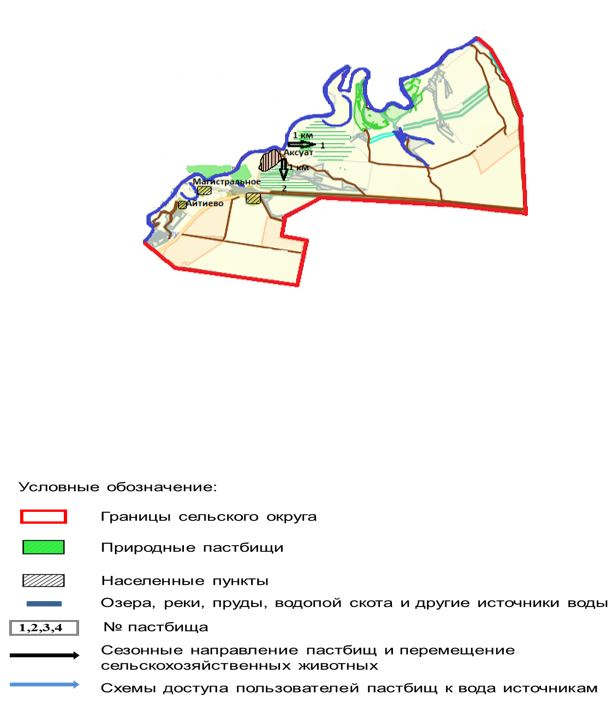 1 км
1
Аксуат
1 км
Магистральное
2
Айтиево
Условные обозначение:
Границы сельского округа
Природные пастбищи
Населенные пункты
Озера, реки, пруды, водопой скота и другие источники воды
1,2,3,4
№ пастбища
Сезонные направление пастбищ и перемещение
сельскохозяйственных животных
Схемы доступа пользователей пастбищ к вода источникам